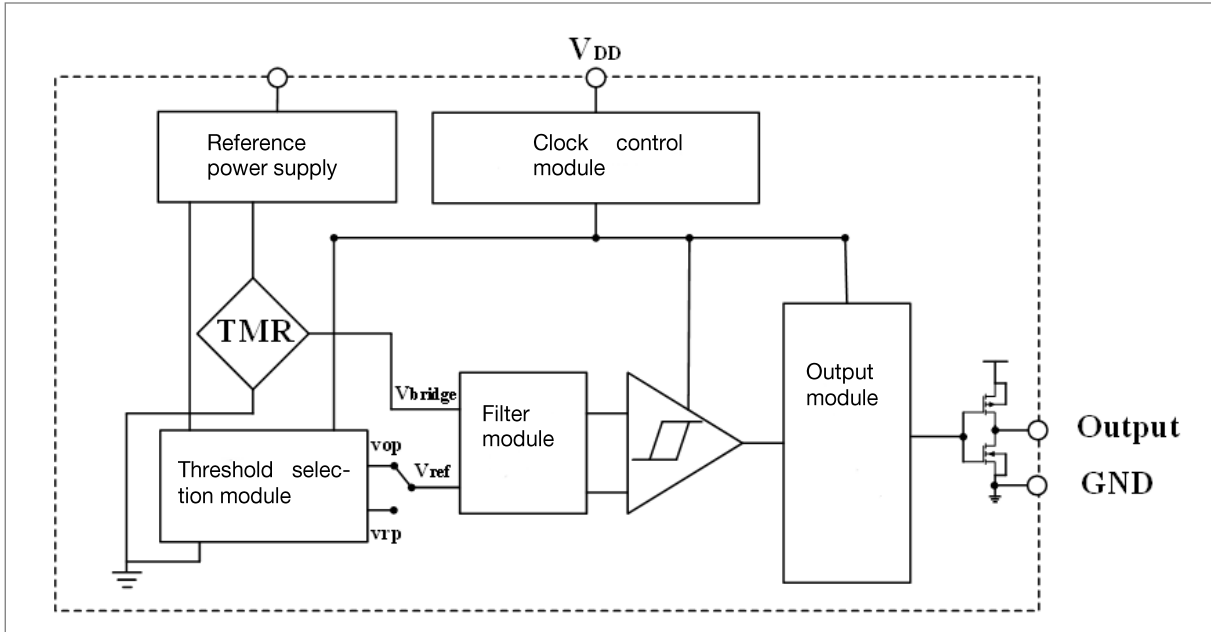 VDD
Reference
power supply
Clock control
module
TMR
Vbridge
Filter
module
Output
module
Threshold selec-
tion module
vop
Vref
vrp
Output
GND